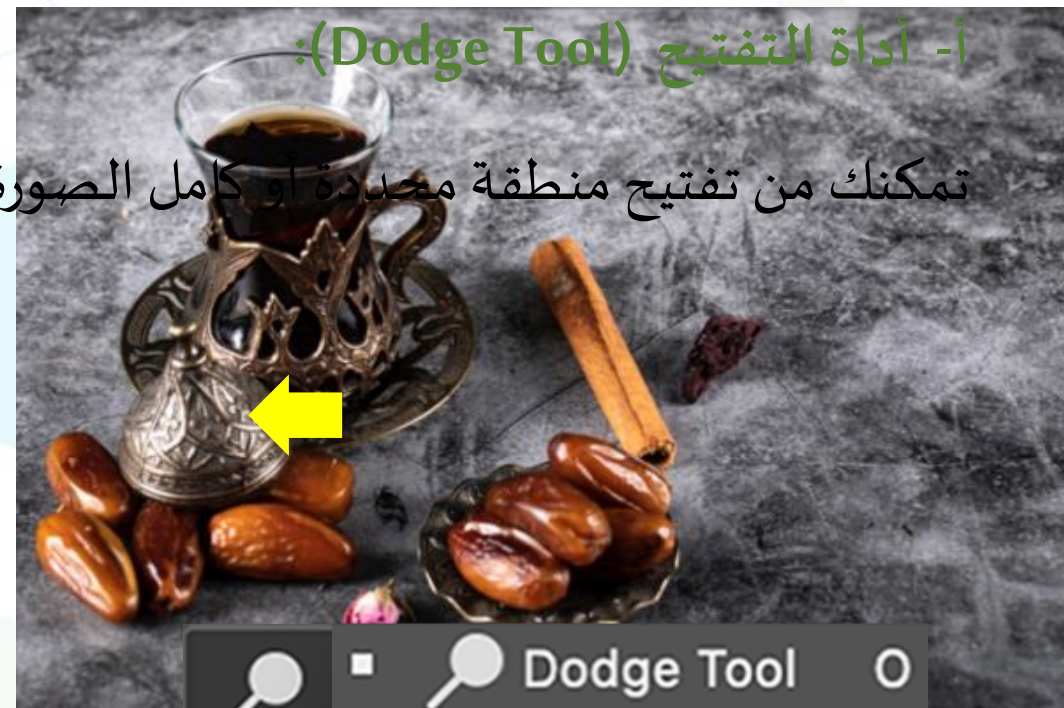 أ- أداة التفتيح (Dodge Tool):
تمكنك من تفتيح منطقة محددة أو كامل الصورة
Dodge Tool O